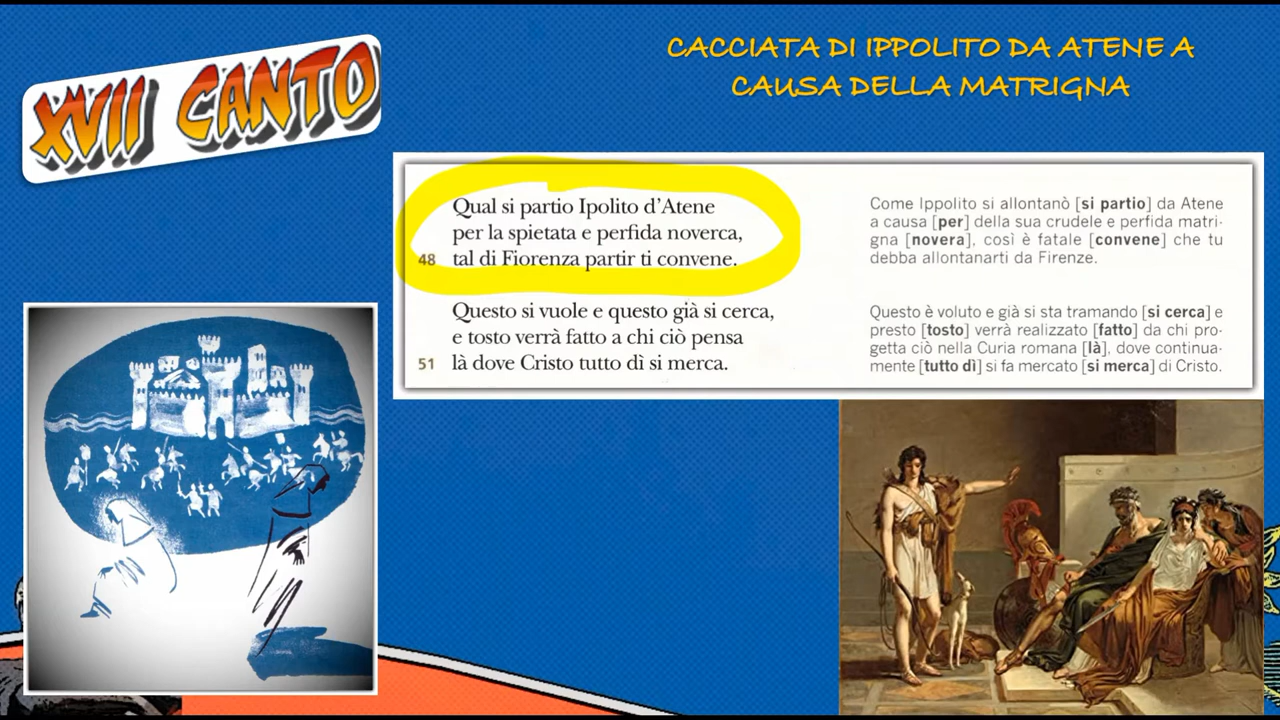 XVII CANTO
CACCIATA DI IPPOLITO DA ATENE A
CAUSA DELLA MATRIGNA
Qual si partio Ipolito d’Atene
per la spietata e perfida noverca,
48 tal di Fiorenza partir ti convene.
Questo si vuole e questo già si cerca,
e tosto verrà fatto a chi ciò pensa
51 là dove Cristo tutto dì si merca.
Come Ippolito si allontanò [si partio] da Atene
a causa [per] della sua crudele e perfida matri-
gna [novera], così è fatale [convene] che tu
debba allontanarti da Firenze.
Questo è voluto e già si sta tramando [si cerca] e
presto [tosto] verrà realizzato [fatto] da chi pro-
getta ciò nella Curia romana [là], dove continua-
mente [tutto dì] si fa mercato [si merca] di Cristo.